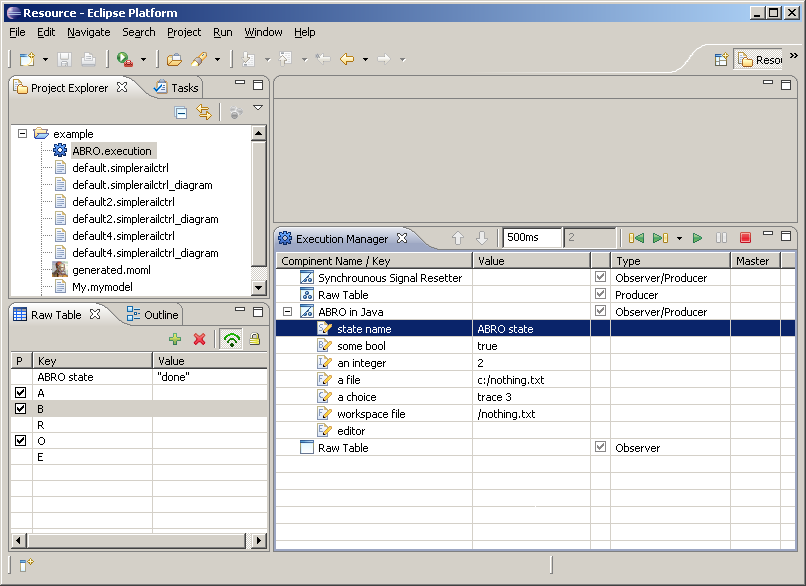 Resource - Eclipse Platform
File Edit Navigate Search Project Run Window Help
Resou
Project Explorer Tasks
example
ABRO.execution
default.simplerailctrl
default.simplerailctrl_diagram
default2.simplerailctrl
default2.simplerailctrl_diagram
default4.simplerailctrl
default4.simplerailctrl_diagram
generated.moml
My.mymodel
Raw Table Outline
P Key Value
ABRO state "done"
A
B
R
O
E
Execution Manager 500ms 2
Compinent Name / Key Value Type Master
Synchrounous Signal Resetter Observer/Producer
Raw Table Producer
ABRO in Java Observer/Producer
state name ABRO state
some bool true
an integer 2
a file c:/nothing.txt
a choice trace 3
workspace file /nothing.txt
editor
Raw Table Observer